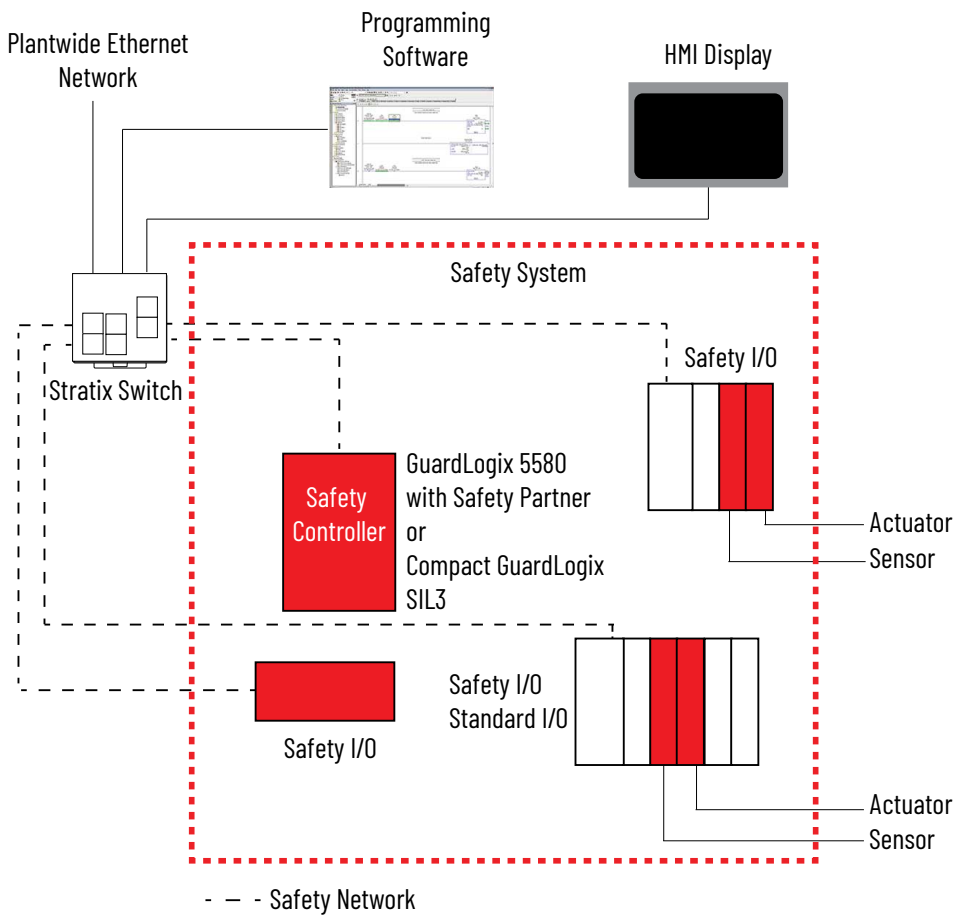 Plantwide Ethernet
Network
Programming
Software
HMI Display
Safety System
Stratix Switch
Safety I/O
Safety
Controller
GuardLogix 5580
with Safety Partner
or
Compact GuardLogix
SIL3
Actuator
Sensor
Safety I/O
Safety I/O
Standard I/O
Actuator
Sensor
Safety Network